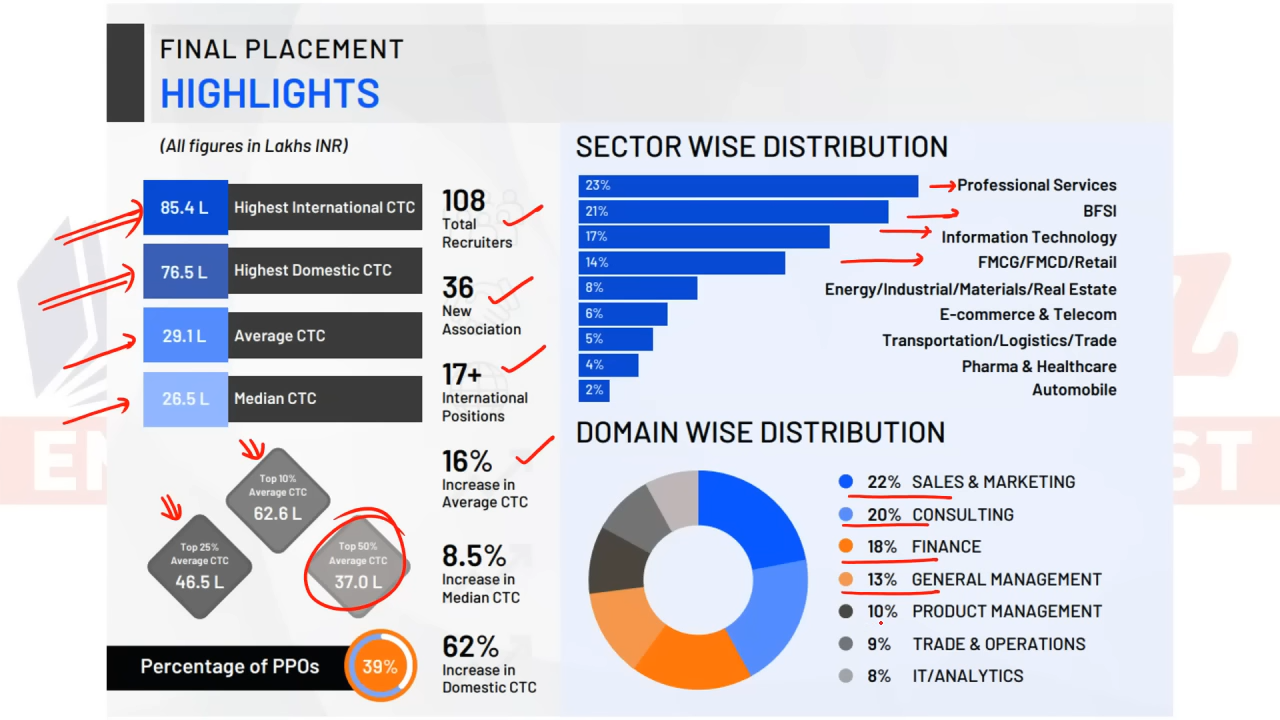 FINAL PLACEMENT
HIGHLIGHTS
(All figures in Lakhs INR)
85.4 L Highest International CTC
76.5 L Highest Domestic CTC
29.1 L Average CTC
26.5 L Median CTC
Top 10%
Average CTC
62.6 L
Top 25%
Average CTC
46.5 L
Top 50%
Average CTC
37.0 L
Percentage of PPOs 39%
108
Total
Recruiters
36
New
Association
17+
International
Positions
16%
Increase in
Average CTC
8.5%
Increase in
Median CTC
62%
Increase in
Domestic CTC
SECTOR WISE DISTRIBUTION
23% Professional Services
21% BFSI
17% Information Technology
14% FMCG/FMCD/Retail
8% Energy/Industrial/Materials/Real Estate
6% E-commerce & Telecom
5% Transportation/Logistics/Trade
4% Pharma & Healthcare
2% Automobile
DOMAIN WISE DISTRIBUTION
22% SALES & MARKETING
20% CONSULTING
18% FINANCE
13% GENERAL MANAGEMENT
10% PRODUCT MANAGEMENT
9% TRADE & OPERATIONS
8% IT/ANALYTICS